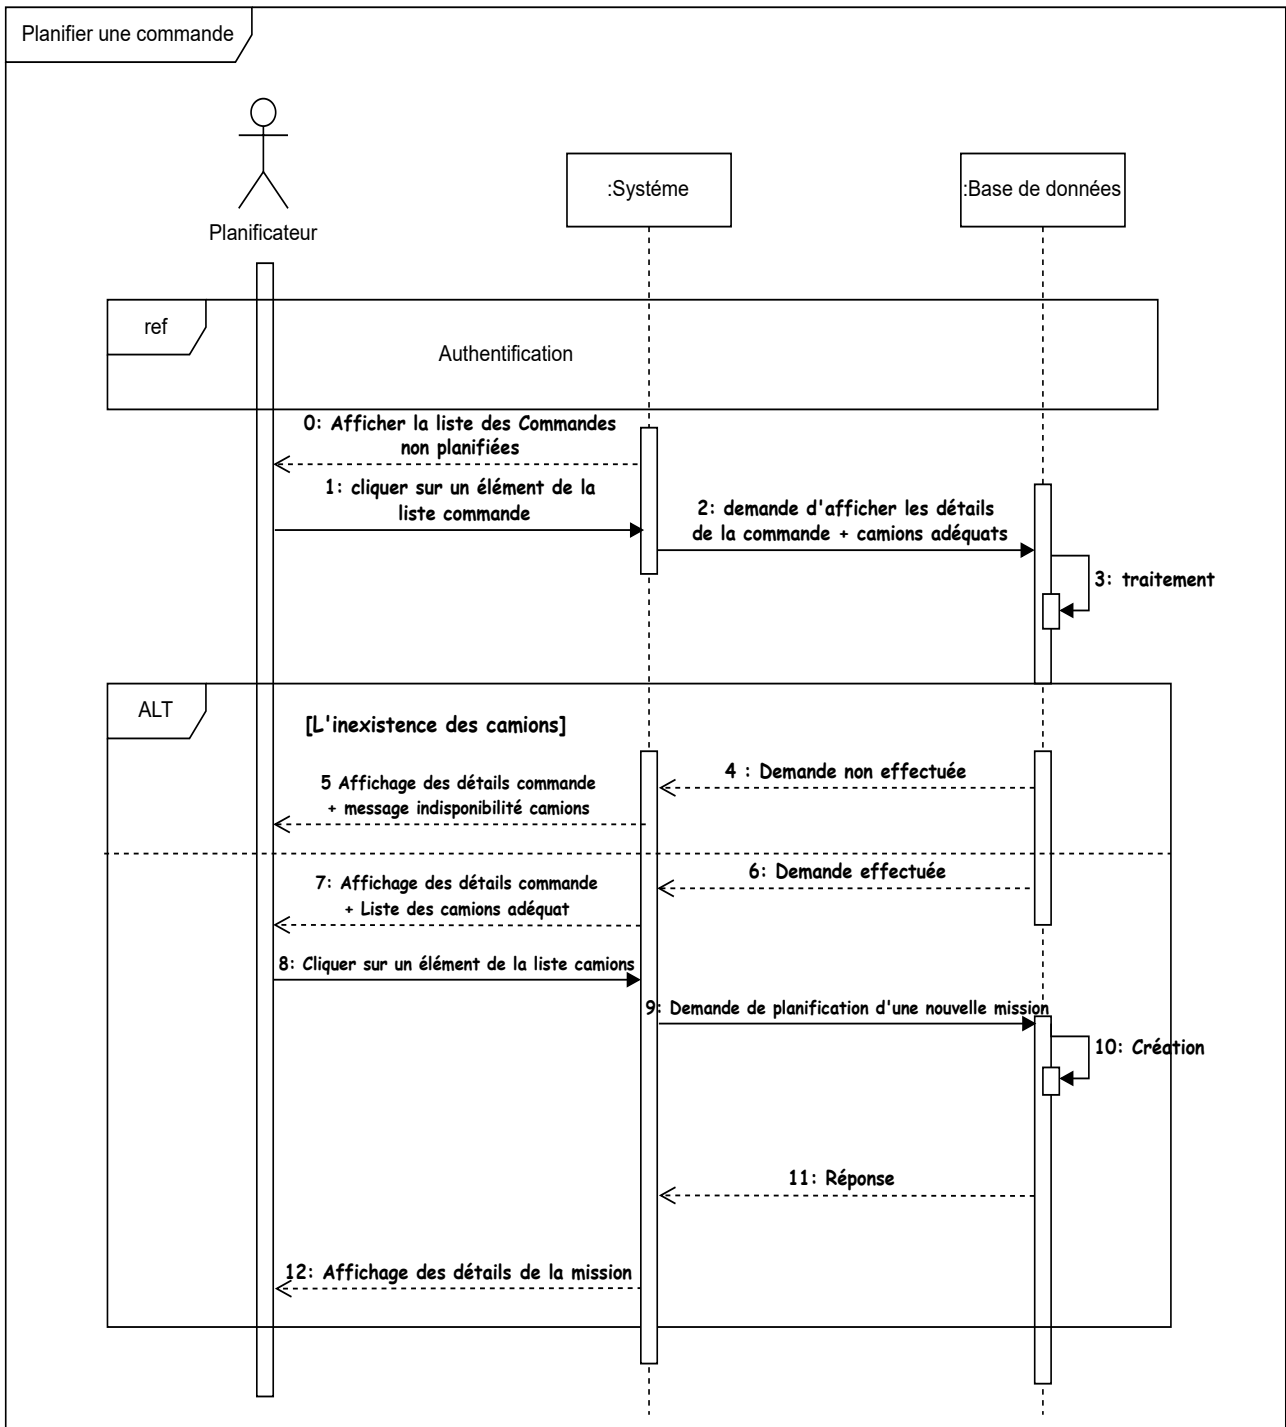 Planifier une commande
Planificateur
:Systéme
:Base de données
ref
Authentification
0: Afficher la liste des Commandes
non planifiées
1: cliquer sur un élément de la
liste commande
2: demande d'afficher les détails
de la commande + camions adéquats
3: traitement
ALT
[L'inexistence des camions]
4 : Demande non effectuée
5 Affichage des détails commande
+ message indisponibilité camions
6: Demande effectuée
7: Affichage des détails commande
+ Liste des camions adéquat
8: Cliquer sur un élément de la liste camions
9: Demande de planification d'une nouvelle mission
10: Création
11: Réponse
12: Affichage des détails de la mission